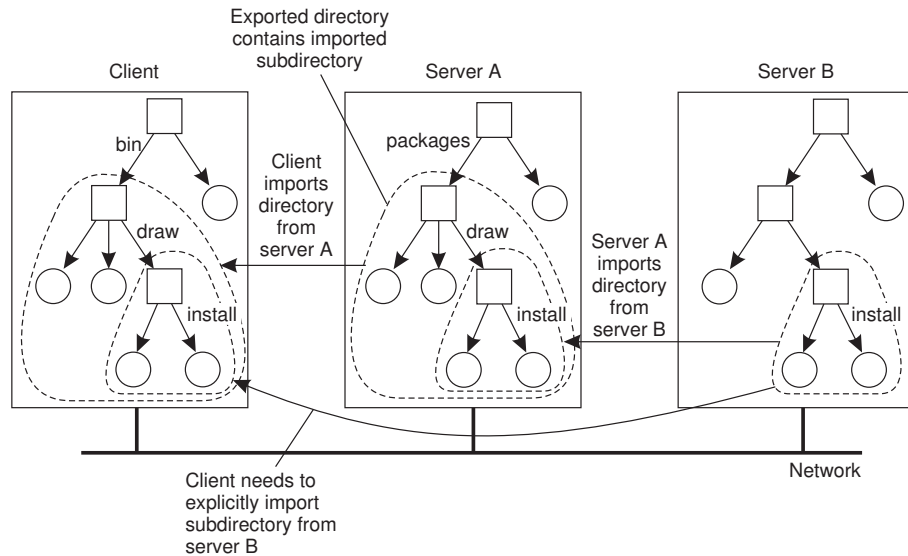 Exported directory
contains imported
subdirectory
Client
Server A
Server B
bin
packages
Client
imports
directory
from
server A
draw
draw
Server A
imports
directory
from
server B
install
install
install
Network
Client needs to
explicitly import
subdirectory from
server B